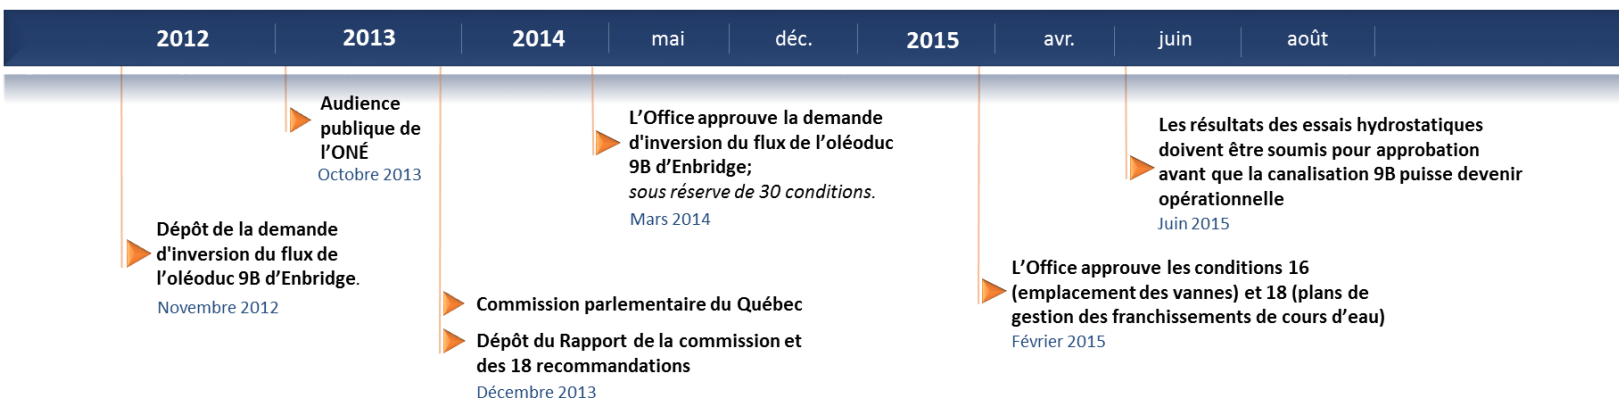 2012 2013 2014 mai déc. 2015 avr. juin août
Audience
publique de
l’ONÉ
Octobre 2013
Dépôt de la demande
d'inversion du flux de
l’oléoduc 9B d’Enbridge.
Novembre 2012
Commission parlementaire du Québec
Dépôt du Rapport de la commission et
des 18 recommandations
Décembre 2013
L’Office approuve la demande
d'inversion du flux de l’oléoduc
9B d’Enbridge;
sous réserve de 30 conditions.
Mars 2014
L’Office approuve les conditions 16
(emplacement des vannes) et 18 (plans de
gestion des franchissements de cours d’eau)
Février 2015
Les résultats des essais hydrostatiques
doivent être soumis pour approbation
avant que la canalisation 9B puisse devenir
opérationnelle
Juin 2015